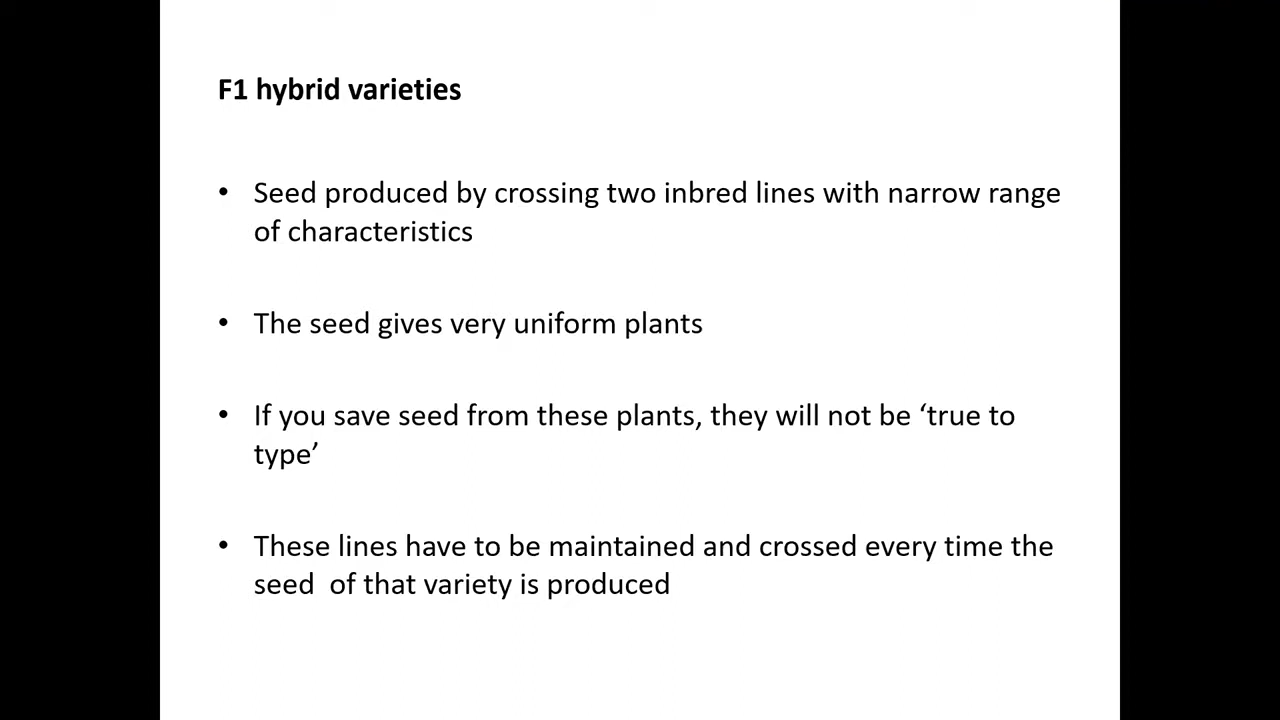 F1 hybrid varieties
• Seed produced by crossing two inbred lines with narrow range
of characteristics
• The seed gives very uniform plants
• If you save seed from these plants, they will not be ‘true to
type’
• These lines have to be maintained and crossed every time the
seed  of that variety is produced